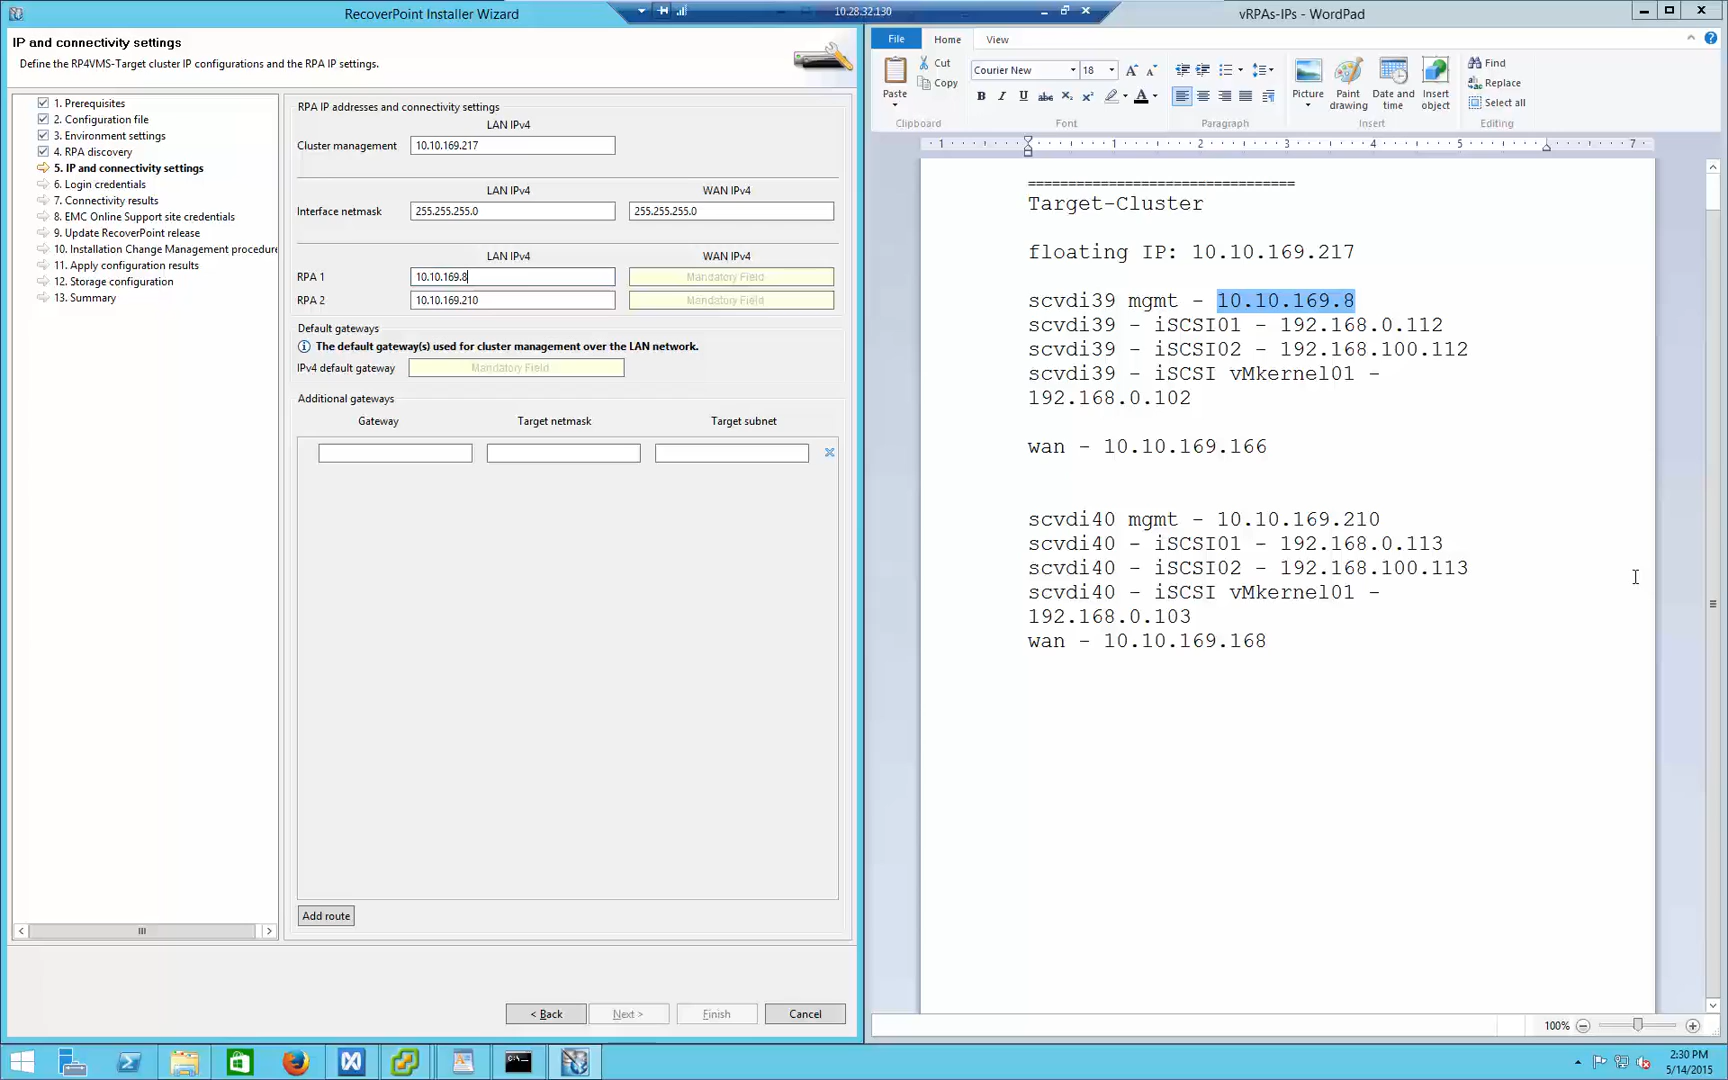 RecoverPoint Installer Wizard
10.28.32.130
vRPAs-IPs - WordPad
IP and connectivity settings
Define the RP4VMS-Target cluster IP configurations and the RPA IP settings.
1. Prerequisites
2. Configuration file
3. Environment settings
4. RPA discovery
5. IP and connectivity settings
6. Login credentials
7. Connectivity results
8. EMC Online Support site credentials
9. Update RecoverPoint release
10. Installation Change Management procedure
11. Apply configuration results
12. Storage configuration
13. Summary
RPA IP addresses and connectivity settings
LAN IPv4
Cluster management 10.10.169.217
LAN IPv4 WAN IPv4
Interface netmask 255.255.255.0 255.255.255.0
LAN IPv4 WAN IPv4
RPA 1 10.10.169.8 Mandatory Field
RPA 2 10.10.169.210 Mandatory Field
Default gateways
The default gateway(s) used for cluster management over the LAN network.
IPv4 default gateway Mandatory Field
Additional gateways
Gateway Target netmask Target subnet
Add route
< Back Next > Finish Cancel
File Home View
Paste
Cut
Copy
Clipboard
Courier New 18
B I U abc X₂ X² A
Font
Paragraph
Picture
Paint drawing
Date and time
Insert object
Insert
Find
Replace
Select all
Editing
1 1 2 3 4 5 7
===============================
Target-Cluster
floating IP: 10.10.169.217
scvdi39 mgmt - 10.10.169.8
scvdi39 - iSCSI01 - 192.168.0.112
scvdi39 - iSCSI02 - 192.168.100.112
scvdi39 - iSCSI vMkernel01 -
192.168.0.102
wan - 10.10.169.166
scvdi40 mgmt - 10.10.169.210
scvdi40 - iSCSI01 - 192.168.0.113
scvdi40 - iSCSI02 - 192.168.100.113
scvdi40 - iSCSI vMkernel01 -
192.168.0.103
wan - 10.10.169.168
100%
2:30 PM
5/14/2015